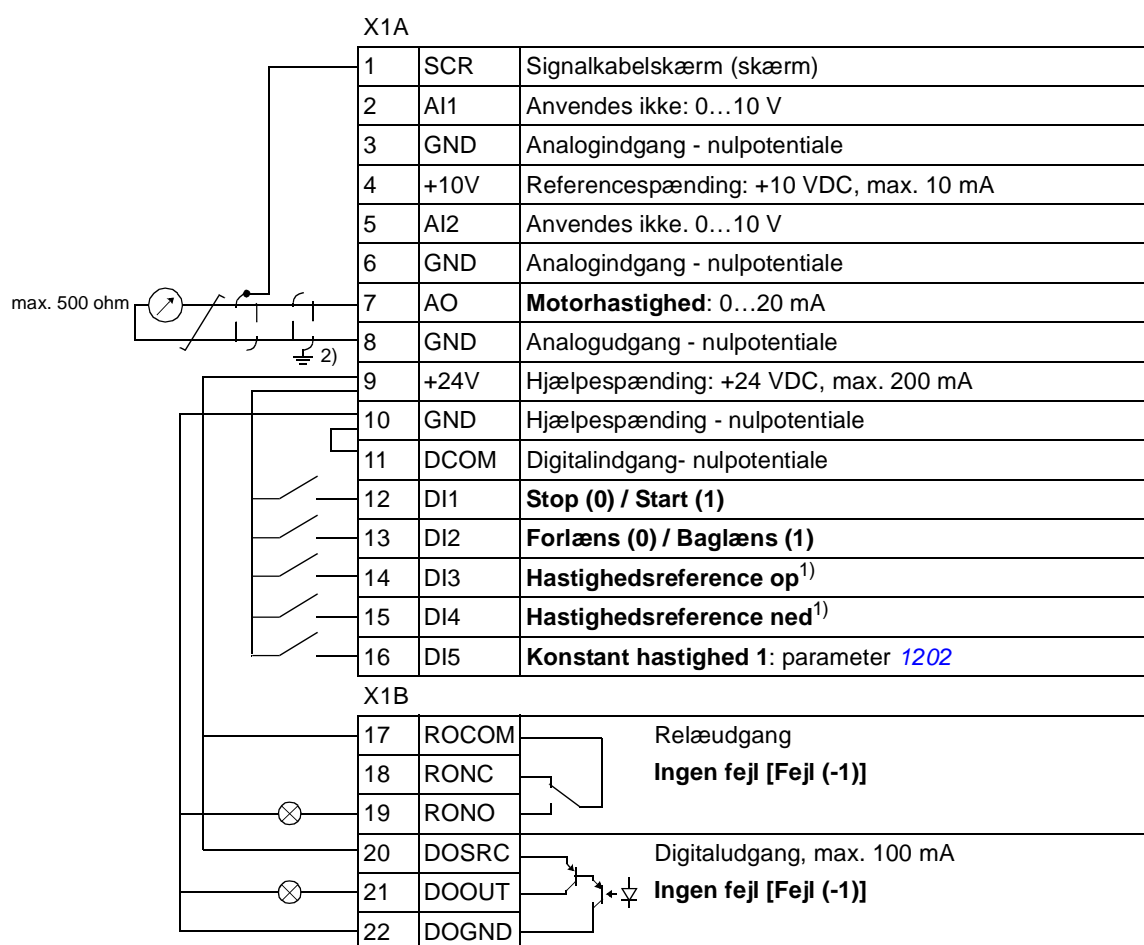 X1A
1 SCR Signalkabelskærm (skærm)
2 AI1 Anvendes ikke: 0…10 V
3 GND Analogindgang - nulpotentiale
4 +10V Referencespænding: +10 VDC, max. 10 mA
5 AI2 Anvendes ikke. 0…10 V
6 GND Analogindgang - nulpotentiale
max. 500 ohm 7 AO Motorhastighed: 0…20 mA
8 GND Analogudgang - nulpotentiale
2)
9 +24V Hjælpespænding: +24 VDC, max. 200 mA
10 GND Hjælpespænding - nulpotentiale
11 DCOM Digitalindgang- nulpotentiale
12 DI1 Stop (0) / Start (1)
13 DI2 Forlæns (0) / Baglæns (1)
14 DI3 Hastighedsreference op1)
15 DI4 Hastighedsreference ned1)
16 DI5 Konstant hastighed 1: parameter 1202
X1B
17 ROCOM Relæudgang
18 RONC Ingen fejl [Fejl (-1)]
19 RONO
20 DOSRC Digitaludgang, max. 100 mA
21 DOOUT Ingen fejl [Fejl (-1)]
22 DOGND